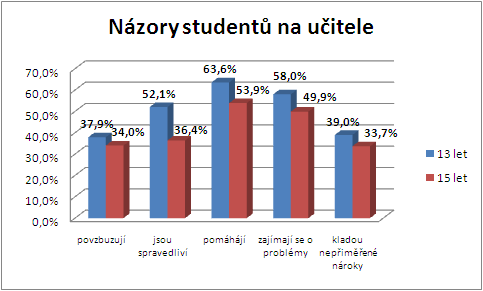 Názory studentů na učitele
70,0%
60,0%
50,0%
40,0%
30,0%
20,0%
10,0%
0,0%
37,9%
34,0%
52,1%
36,4%
63,6%
53,9%
58,0%
49,9%
39,0%
33,7%
povzbuzují
jsou
spravedliví
pomáhájí
zajímají se o
problémy
kladou
nepřiměřené
nároky
13 let
15 let